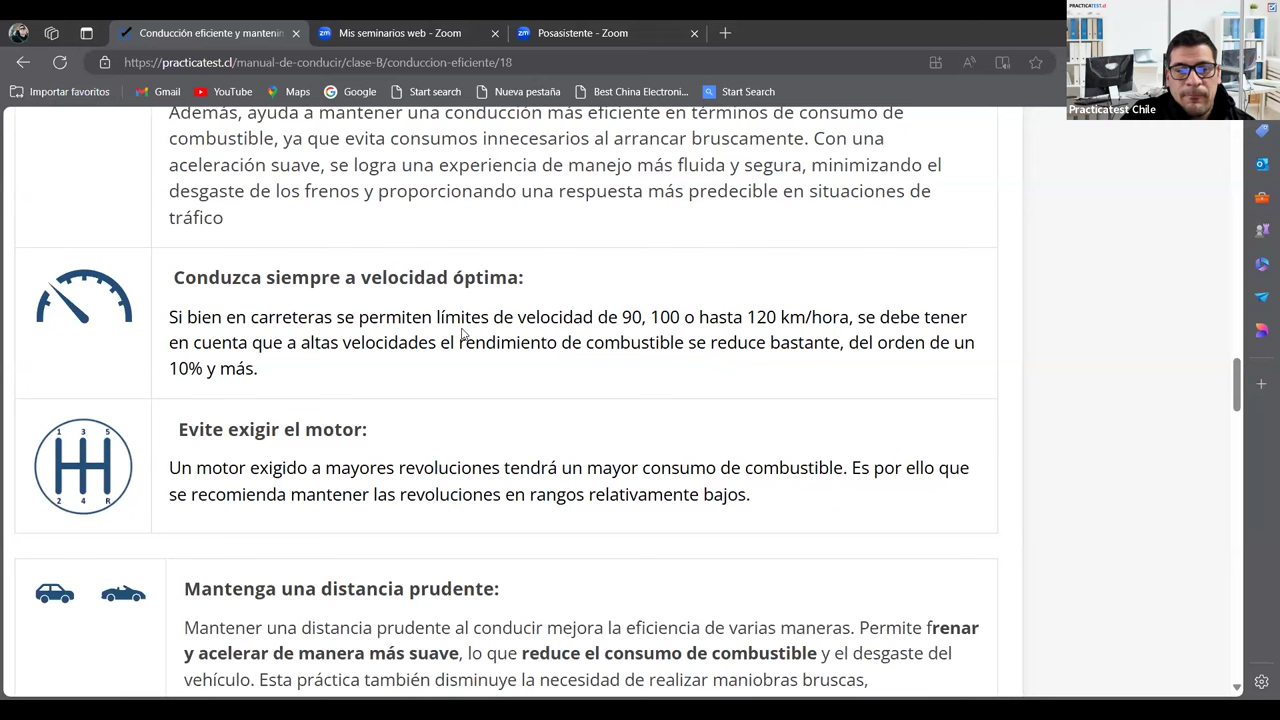 Conducción eficiente y mantenin
Mis seminarios web - Zoom
Posasistente - Zoom
https://practicatest.cl/manual-de-conducir/clase-B/conduccion-eficiente/18
Importar favoritos
Gmail
YouTube
Maps
Google
Start search
Nueva pestaña
Best China Electroni...
Start Search
PRACTICATEST.cl
Practicatest Chile
Además, ayuda a mantener una conducción más eficiente en términos de consumo de
combustible, ya que evita consumos innecesarios al arrancar bruscamente. Con una
aceleración suave, se logra una experiencia de manejo más fluida y segura, minimizando el
desgaste de los frenos y proporcionando una respuesta más predecible en situaciones de
tráfico
Conduzca siempre a velocidad óptima:
Si bien en carreteras se permiten límites de velocidad de 90, 100 o hasta 120 km/hora, se debe tener
en cuenta que a altas velocidades el rendimiento de combustible se reduce bastante, del orden de un
10% y más.
1 3 5
2 4 R
Evite exigir el motor:
Un motor exigido a mayores revoluciones tendrá un mayor consumo de combustible. Es por ello que
se recomienda mantener las revoluciones en rangos relativamente bajos.
Mantenga una distancia prudente:
Mantener una distancia prudente al conducir mejora la eficiencia de varias maneras. Permite frenar
y acelerar de manera más suave, lo que reduce el consumo de combustible y el desgaste del
vehículo. Esta práctica también disminuye la necesidad de realizar maniobras bruscas,